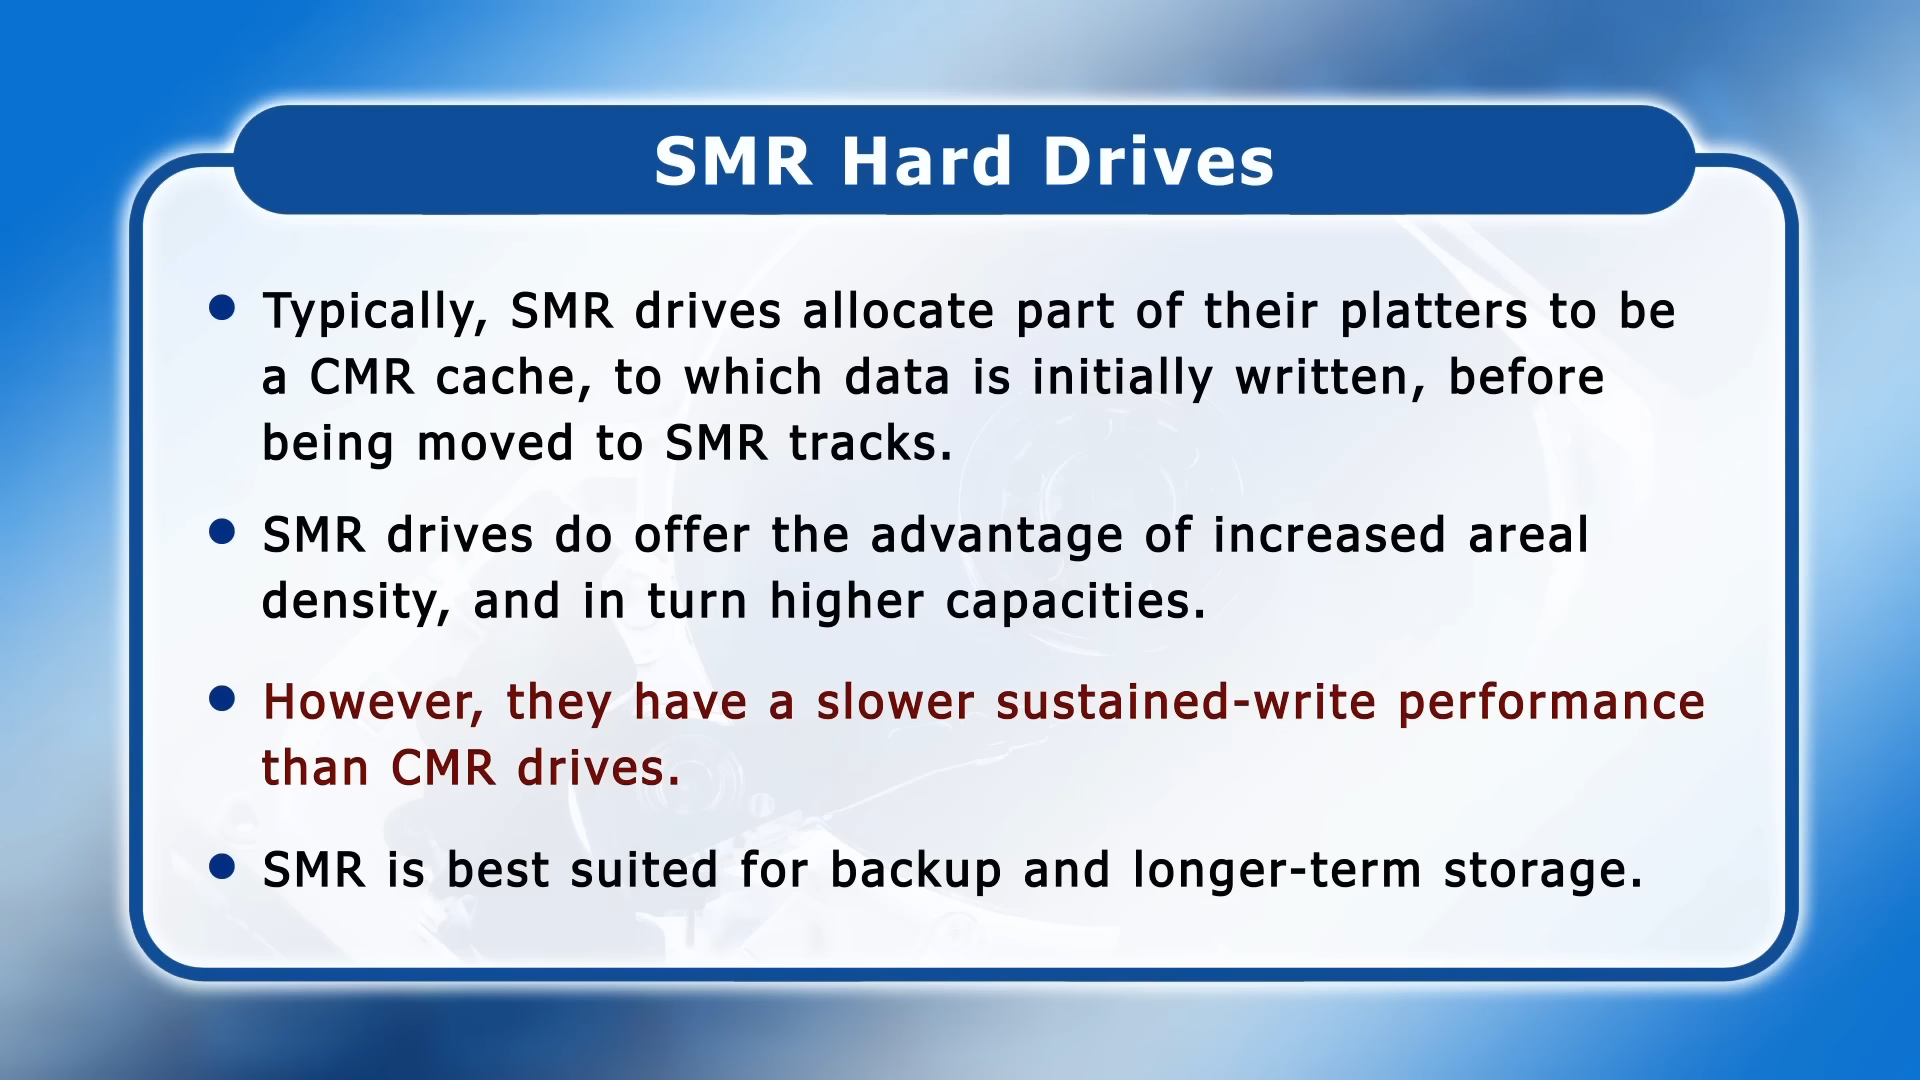 SMR Hard Drives
• Typically, SMR drives allocate part of their platters to be
a CMR cache, to which data is initially written, before
being moved to SMR tracks.
• SMR drives do offer the advantage of increased areal
density, and in turn higher capacities.
• However, they have a slower sustained-write performance
than CMR drives.
• SMR is best suited for backup and longer-term storage.